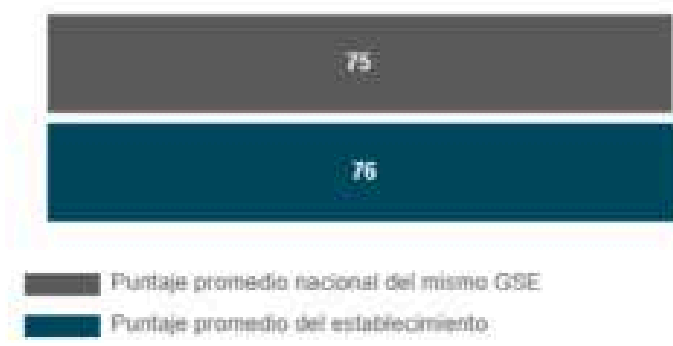 75
76
Puntaje promedio nacional del mismo GSE
Puntaje promedio del establecimiento